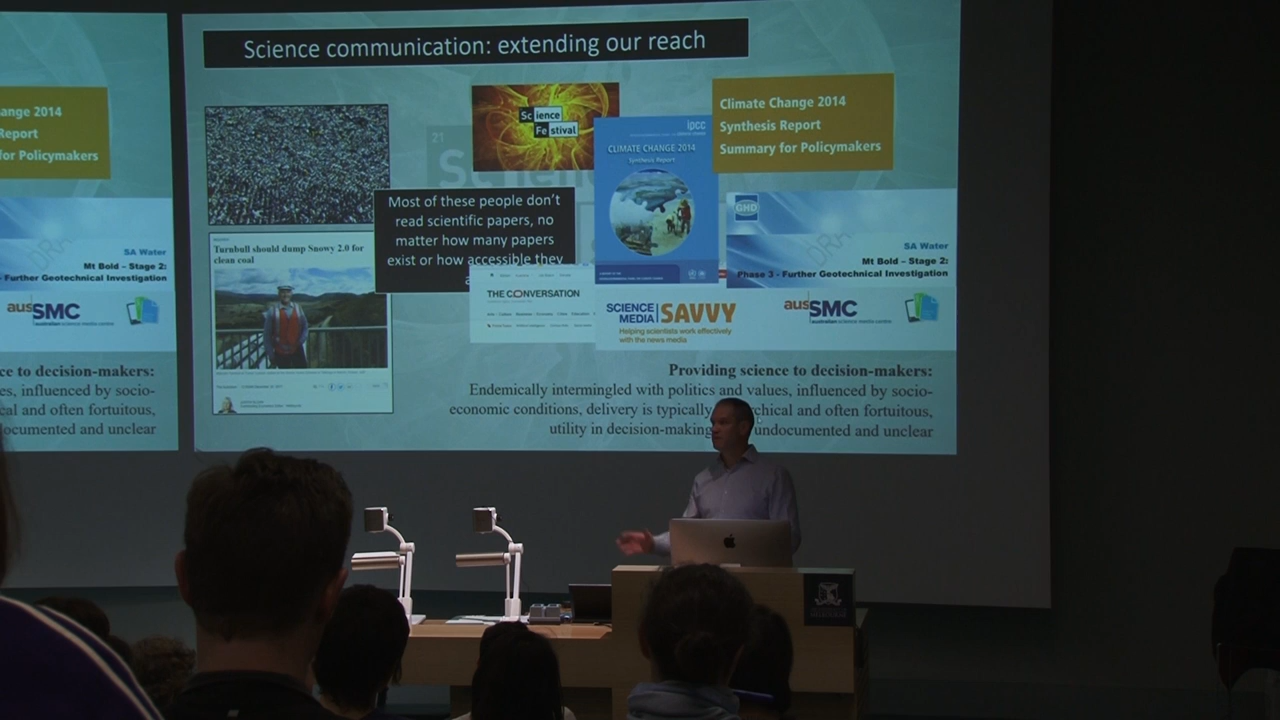 Science communication: extending our reach
ange 2014
Report
for Policymakers
SA Water
Mt Bold – Stage 2:
- Further Geotechnical Investigation
ausSMC
australian science media centre
ce to decision-makers:
es, influenced by socio-
cal and often fortuitous,
documented and unclear
Science
Festival
ipcc
CLIMATE CHANGE 2014
Synthesis Report
Climate Change 2014
Synthesis Report
Summary for Policymakers
Most of these people don't
read scientific papers, no
matter how many papers
exist or how accessible they
Turnbull should dump Snowy 2.0 for
clean coal
THE CONVERSATION
GHD
SA Water
Mt Bold – Stage 2:
Phase 3 - Further Geotechnical Investigation
SCIENCE
MEDIA
SAVVY
Helping scientists work effectively
with the news media
ausSMC
australian science media centre
Providing science to decision-makers:
Endemically intermingled with politics and values, influenced by socio-
economic conditions, delivery is typically chical and often fortuitous,
utility in decision-making undocumented and unclear